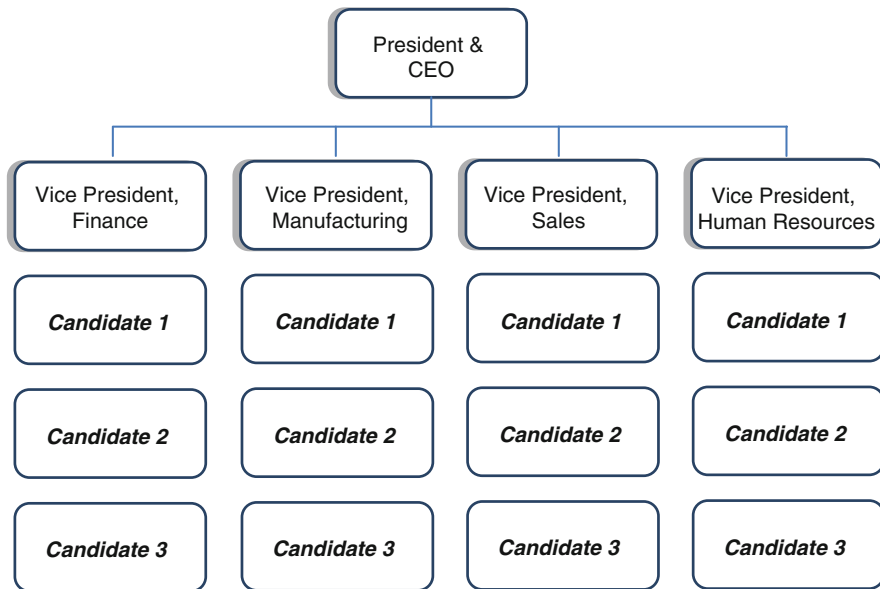 President &
CEO
Vice President,
Finance
Vice President,
Manufacturing
Vice President,
Sales
Vice President,
Human Resources
Candidate 1
Candidate 1
Candidate 1
Candidate 1
Candidate 2
Candidate 2
Candidate 2
Candidate 2
Candidate 3
Candidate 3
Candidate 3
Candidate 3